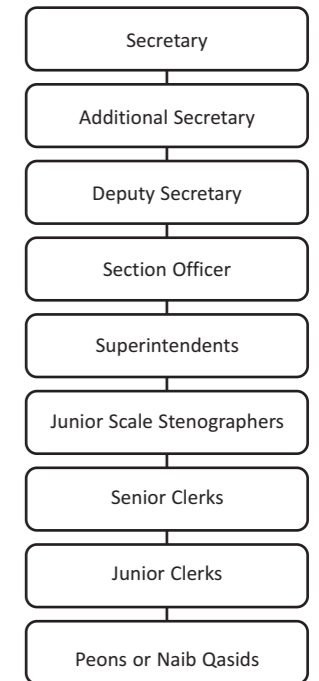 Secretary
Additional Secretary
Deputy Secretary
Section Officer
Superintendents
Junior Scale Stenographers
Senior Clerks
Junior Clerks
Peons or Naib Qasids